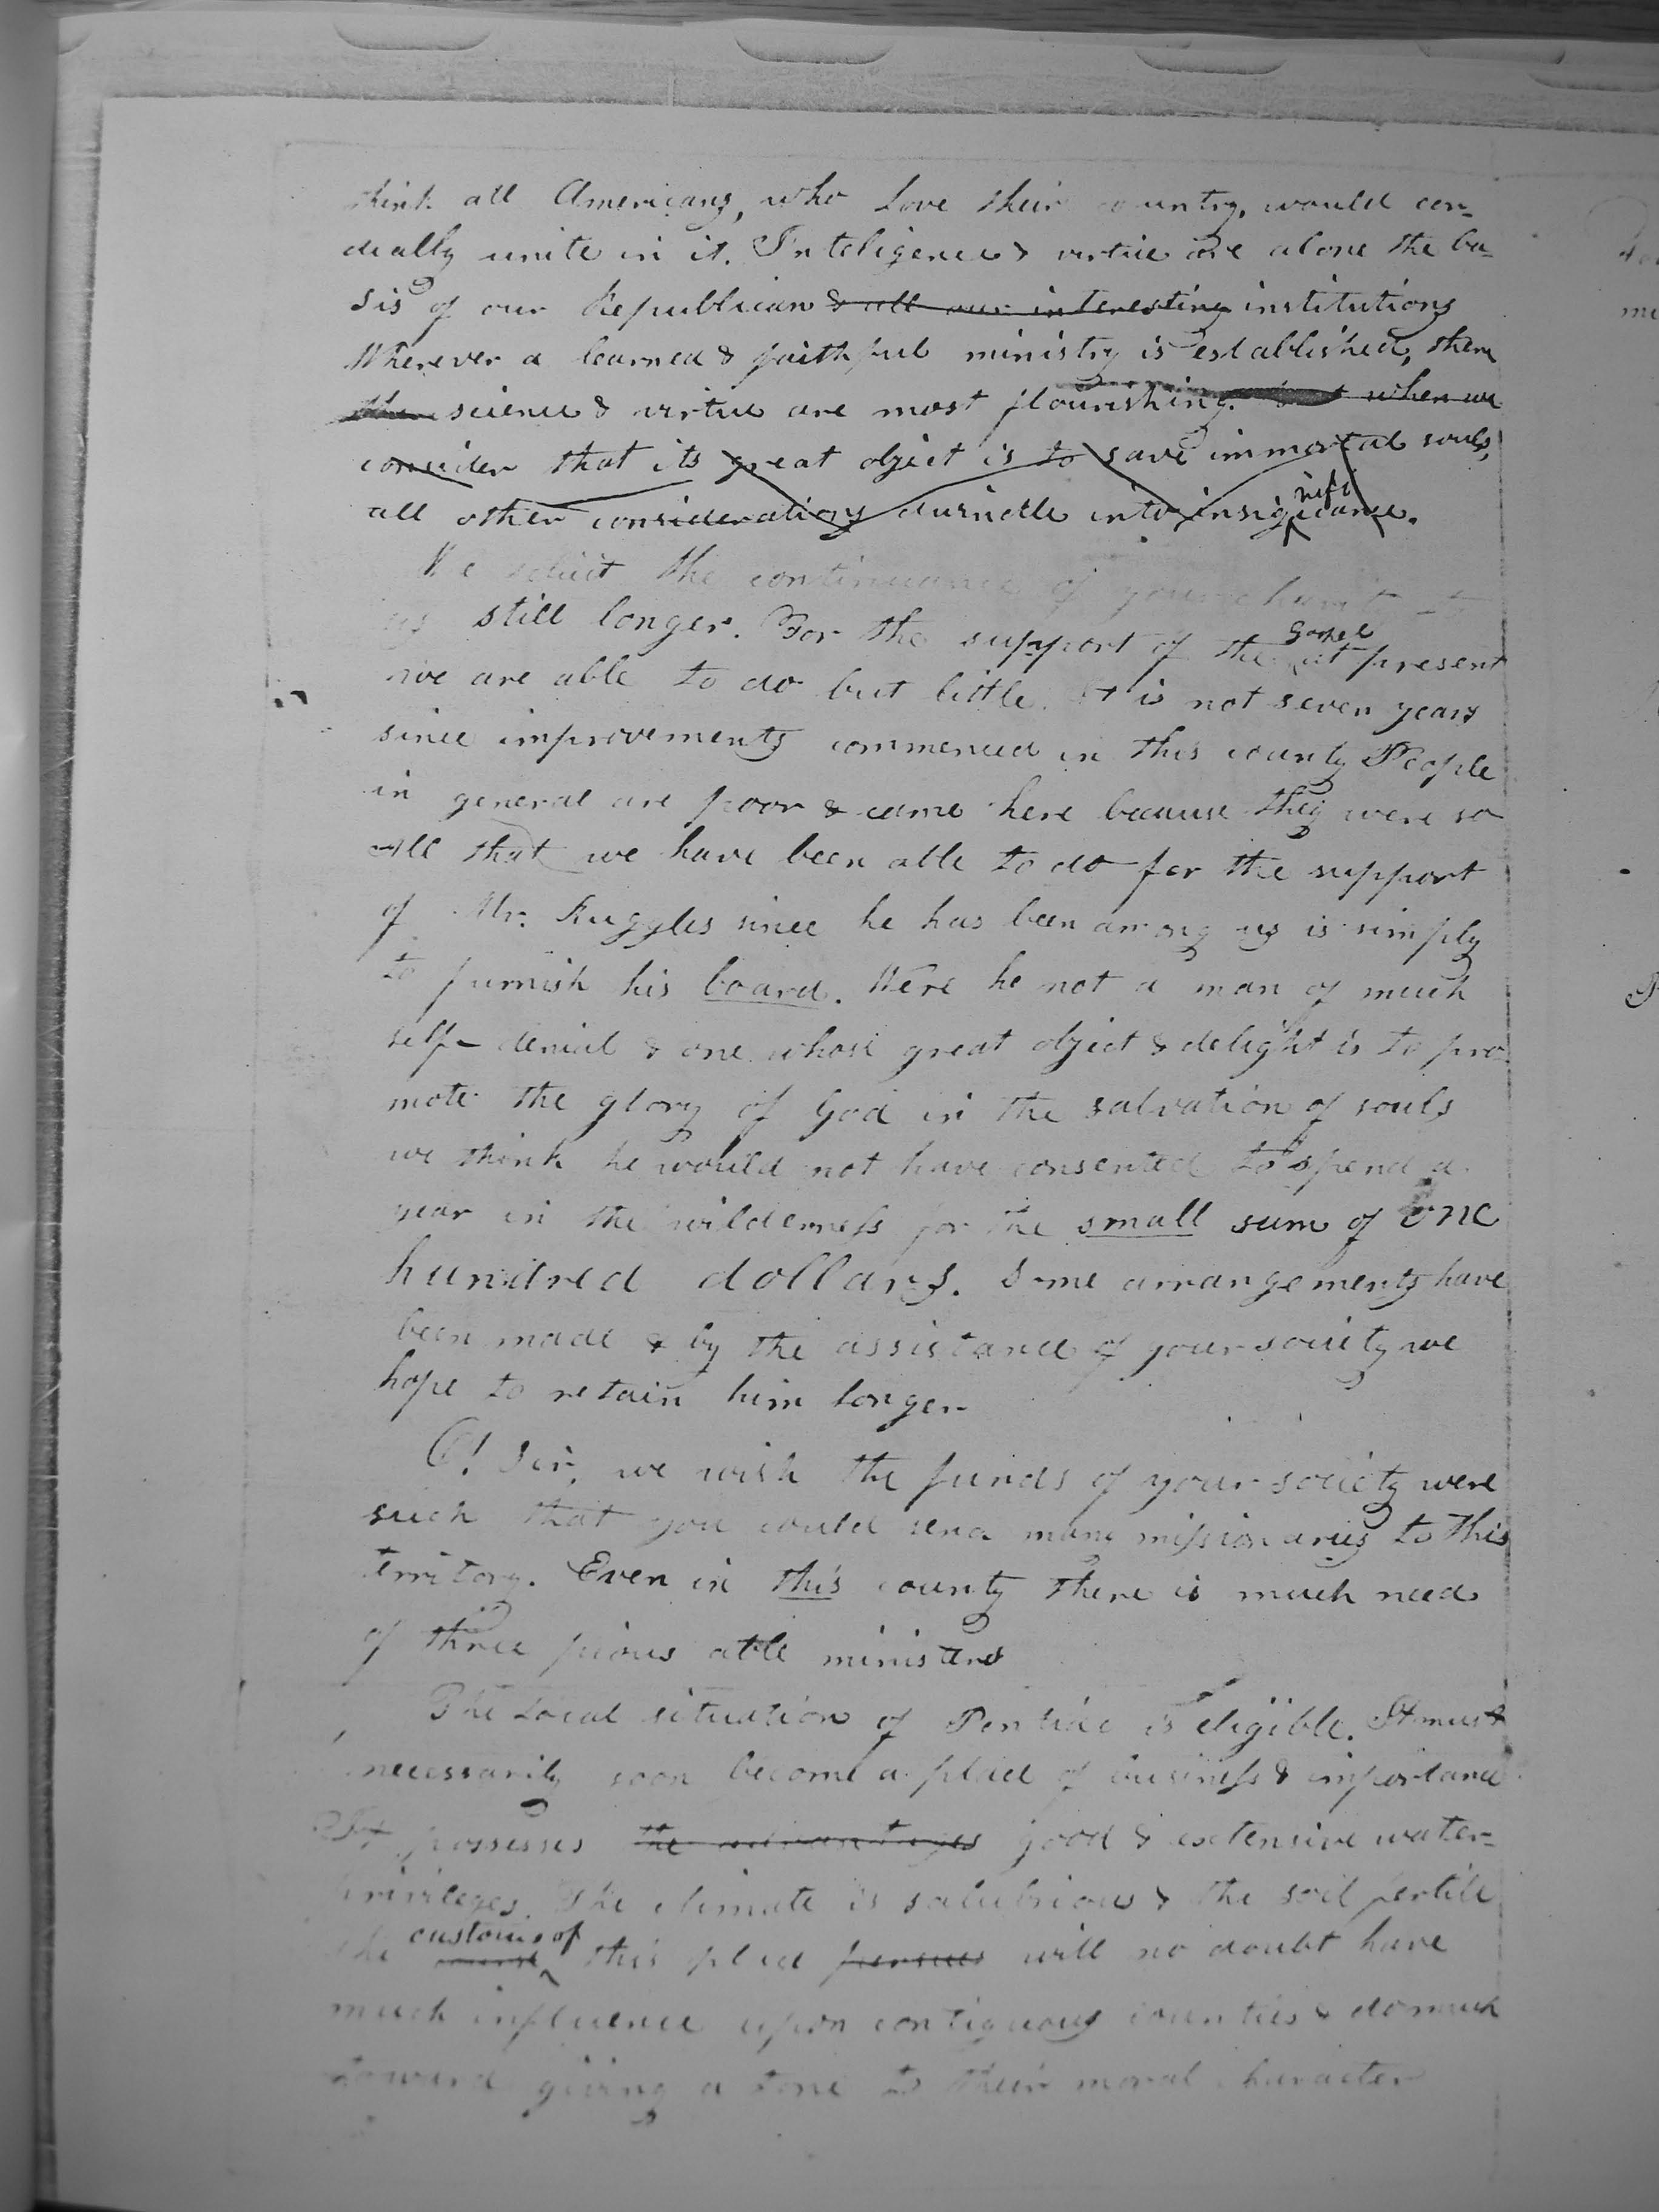 think all Americans, who love their country, would cor-
dially unite in it. Inteligence & virtue are alone the ba-
sis of our Republican & all our interesting institutions
Wherever a learned & faithful ministry is established, there
then science & virtue are most flourishing. but when we
consider that its great object is to save immortal souls,
all other considerations dwindle into insignificance.
We solicit the continuance of your charity to
us still longer. For the support of the Gospel at present
we are able to do but little. It is not seven years
since improvements commenced in this county People
in general are poor & came here because they were so
All that we have been able to do for the support
of Mr. Ruggles since he has been among us is simply
to furnish his board. Were he not a man of much
self-denial & one whose great object & delight is to pro
mote the glory of God in the salvation of souls
we think he would not have consented to spend a
year in the wilderness for the small sum of one
hundred dollars. Some arrangements have
been made & by the assistance of your society we
hope to retain him longer
O! Sir, we wish the funds of your society were
such that you could send many missionaries to this
territory. Even in this county there is much need
of three pious able ministers
The local situation of Pontiac is eligible. It must
necessarily soon become a place of business & importance
It possesses the advantages good & extensive water-
privileges. The climate is salubrious & the soil fertile
the course customs of this place pursues will no doubt have
much influence upon contiguous counties & do much
toward giving a tone to their moral character